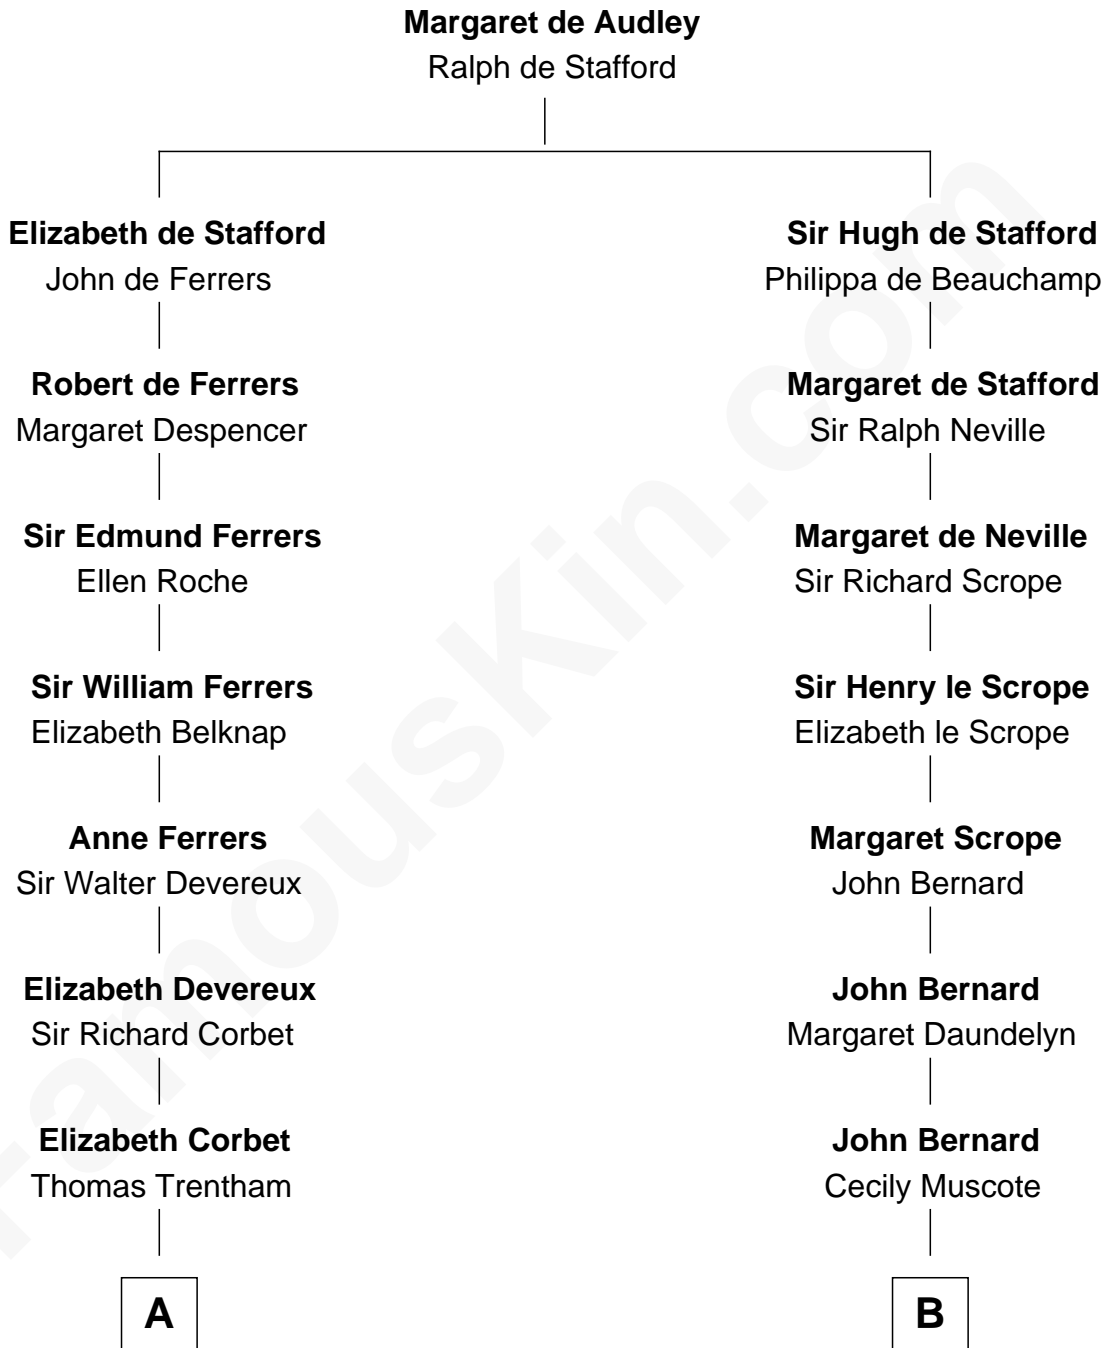 Margaret de Audley
Ralph de Stafford
Elizabeth de Stafford
John de Ferrers
Sir Hugh de Stafford
Philippa de Beauchamp
Robert de Ferrers
Margaret Despencer
Margaret de Stafford
Sir Ralph Neville
Sir Edmund Ferrers
Ellen Roche
Margaret de Neville
Sir Richard Scrope
Sir William Ferrers
Elizabeth Belknap
Sir Henry le Scrope
Elizabeth le Scrope
Anne Ferrers
Sir Walter Devereux
Margaret Scrope
John Bernard
Elizabeth Devereux
Sir Richard Corbet
John Bernard
Margaret Daundelyn
Elizabeth Corbet
Thomas Trentham
John Bernard
Cecily Muscote
A
B
FamousKin.com